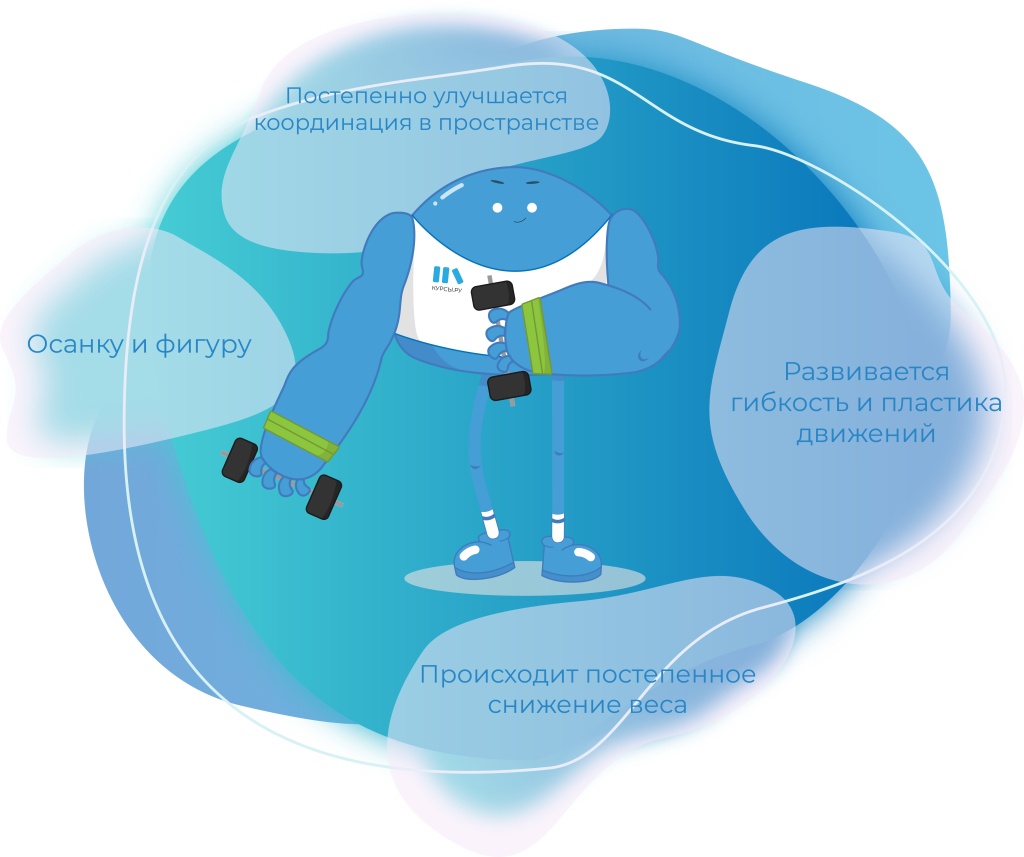 Постепенно улучшается
координация в пространстве
КУРСЫ.РУ
Осанку и фигуру
Развивается
гибкость и пластика
движений
Происходит постепенное
снижение веса